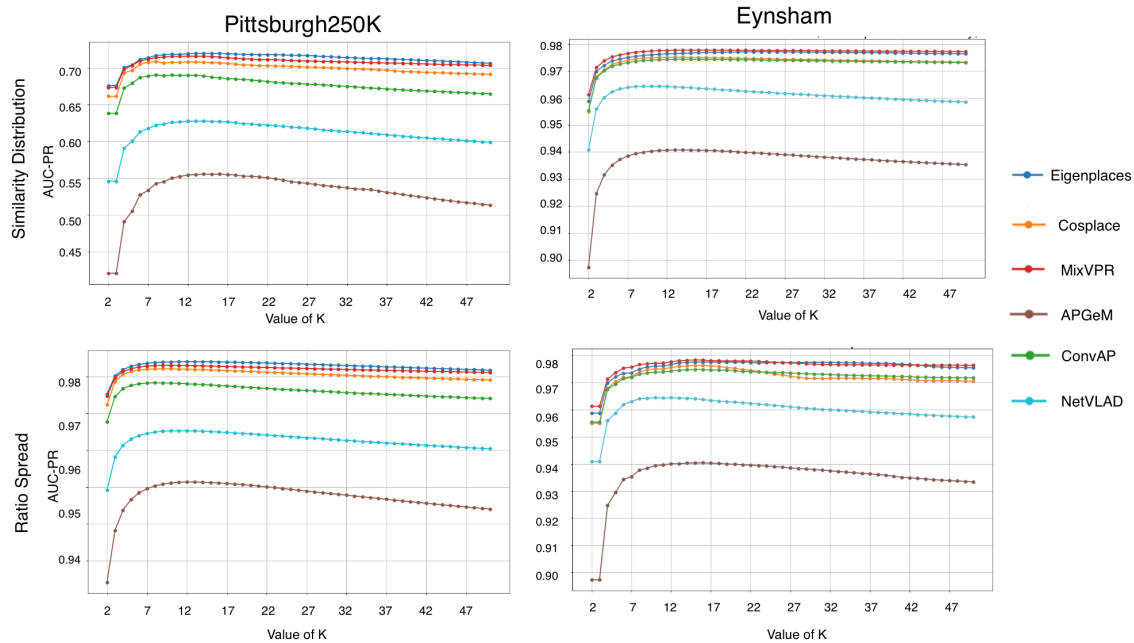 Pittsburgh250K
Eynsham
Similarity Distribution
AUC-PR
0.70
0.65
0.60
0.55
0.50
0.45
2 7 12 17 22 27 32 37 42 47
Value of K
0.98
0.97
0.96
0.95
0.94
0.93
0.92
0.91
0.90
2 7 12 17 22 27 32 37 42 47
Value of K
Eigenplaces
Cosplace
MixVPR
APGeM
ConvAP
NetVLAD
Ratio Spread
AUC-PR
0.98
0.97
0.96
0.95
0.94
2 7 12 17 22 27 32 37 42 47
Value of K
0.98
0.97
0.96
0.95
0.94
0.93
0.92
0.91
0.90
2 7 12 17 22 27 32 37 42 47
Value of K